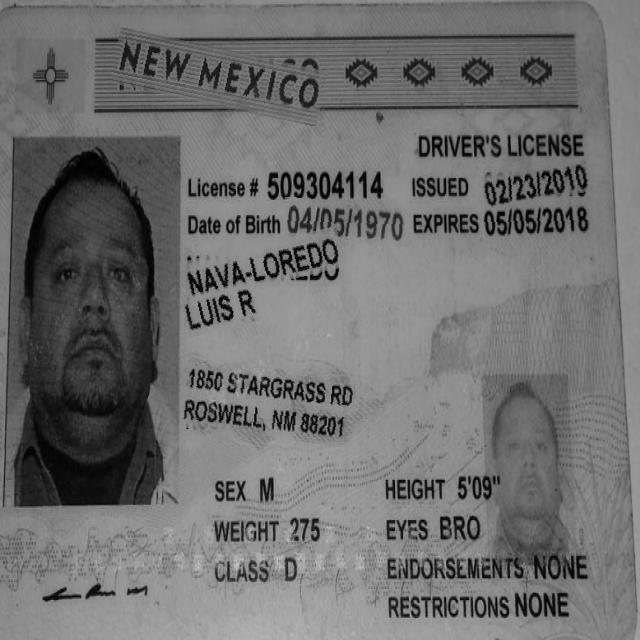 NEW MEXICO
DRIVER'S LICENSE
License # 509304114 ISSUED 02/23/2010
Date of Birth 04/05/1970 EXPIRES 05/05/2018
NAVA-LOREDO
LUIS R
1850 STARGRASS RD
ROSWELL, NM 88201
SEX M HEIGHT 5'09"
WEIGHT 275 EYES BRO
CLASS D ENDORSEMENTS NONE
RESTRICTIONS NONE